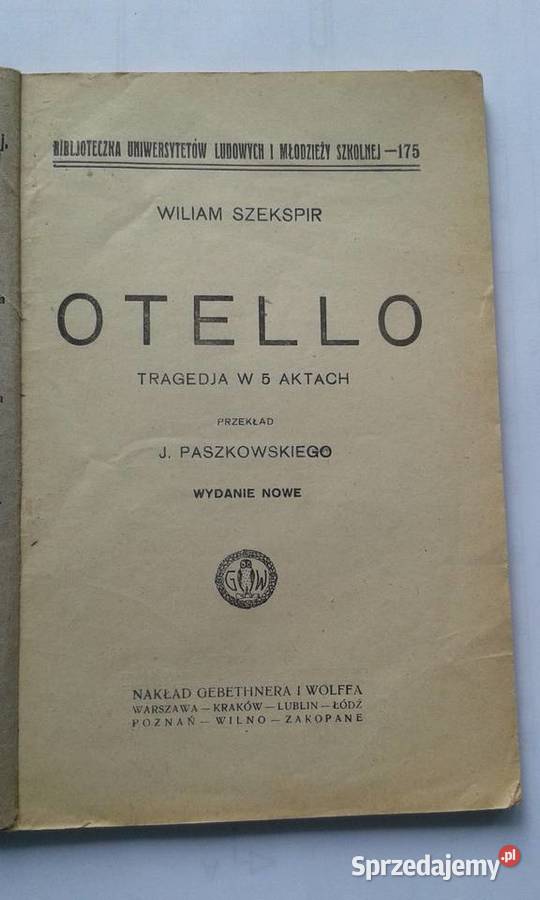 j.
BIBLJOTECZKA UNIWERSYTETÓW LUDOWYCH I MŁODZIEŻY SZKOLNEJ —175
WILIAM SZEKSPIR
OTELLO
TRAGEDJA W 5 AKTACH
PRZEKŁAD
J. PASZKOWSKIEGO
WYDANIE NOWE
G W
NAKŁAD GEBETHNERA I WOLFFA
WARSZAWA — KRAKÓW — LUBLIN — ŁÓDŹ
POZNAŃ — WILNO — ZAKOPANE
Sprzedajemy.pl